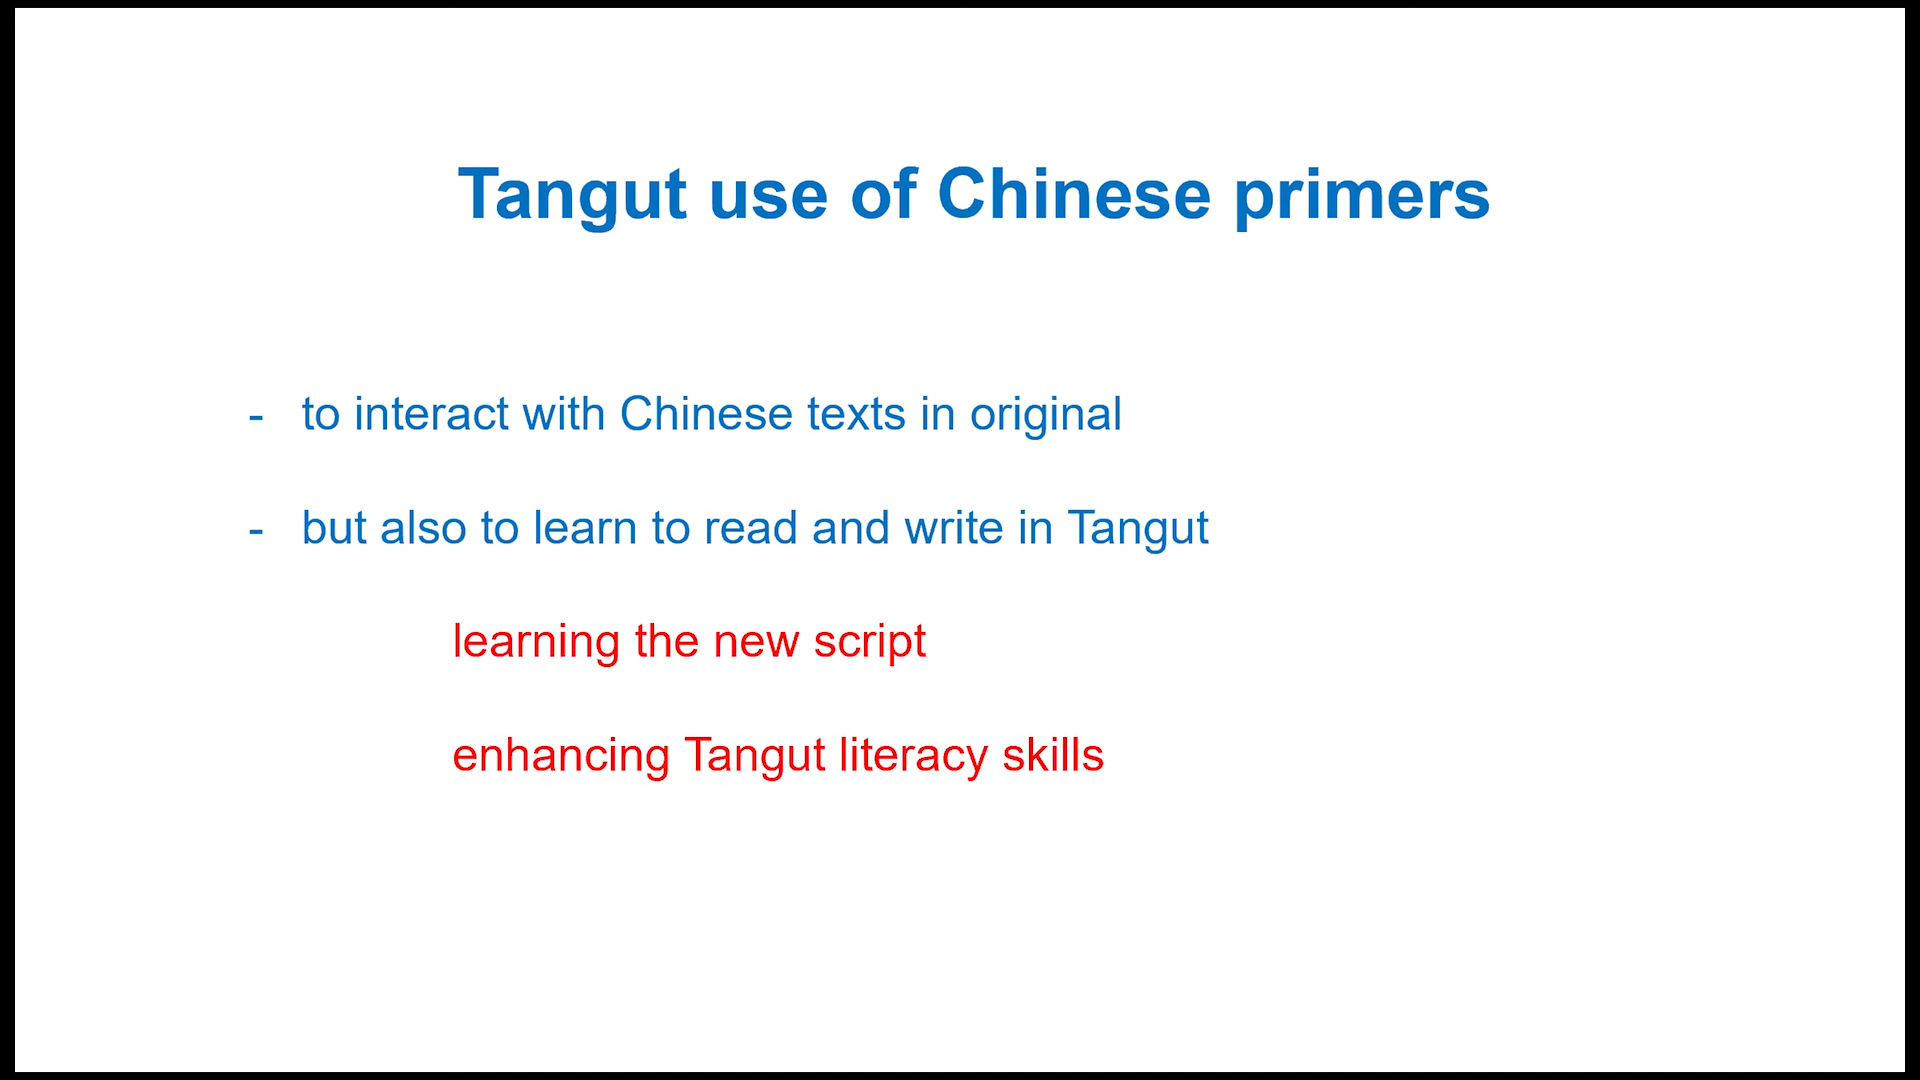 Tangut use of Chinese primers
- to interact with Chinese texts in original
- but also to learn to read and write in Tangut
learning the new script
enhancing Tangut literacy skills